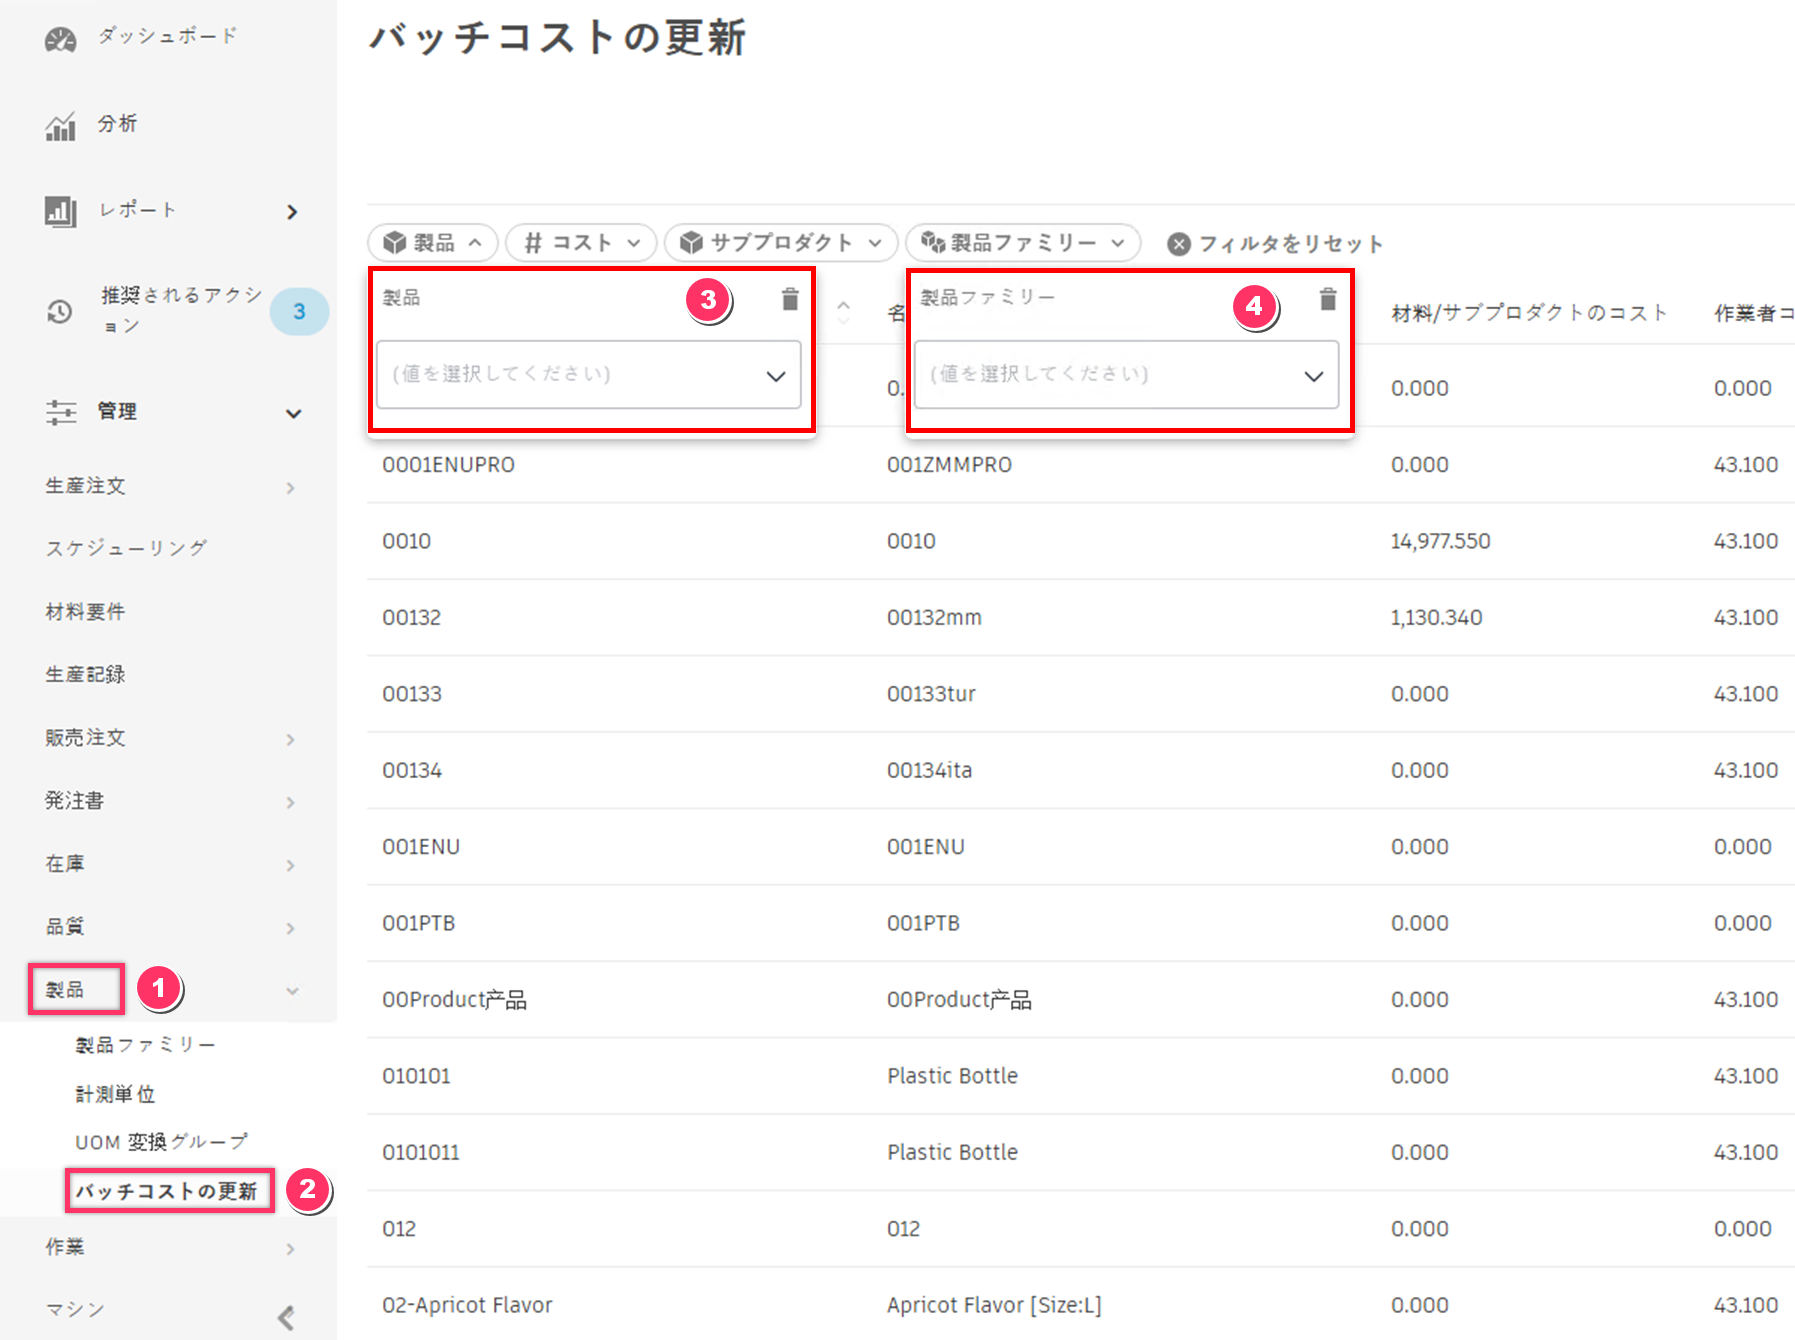 ダッシュボード
分析
レポート
推奨されるアクシ
ョン
3
管理
生産注文
スケジューリング
材料要件
生産記録
販売注文
発注書
在庫
品質
製品
1
製品ファミリー
計測単位
UOM 変換グループ
バッチコストの更新
2
作業
マシン
バッチコストの更新
製品 # コスト サブプロダクト 製品ファミリー フィルタをリセット
製品 3
(値を選択してください)
製品ファミリー 4
(値を選択してください)
名 材料/サブプロダクトのコスト 作業者コ
0. 0.000 0.000
0001ENUPRO 001ZMMPRO 0.000 43.100
0010 0010 14,977.550 43.100
00132 00132mm 1,130.340 43.100
00133 00133tur 0.000 43.100
00134 00134ita 0.000 43.100
001ENU 001ENU 0.000 0.000
001PTB 001PTB 0.000 0.000
00Product产品 00Product产品 0.000 43.100
010101 Plastic Bottle 0.000 43.100
0101011 Plastic Bottle 0.000 43.100
012 012 0.000 0.000
02-Apricot Flavor Apricot Flavor [Size:L] 0.000 43.100